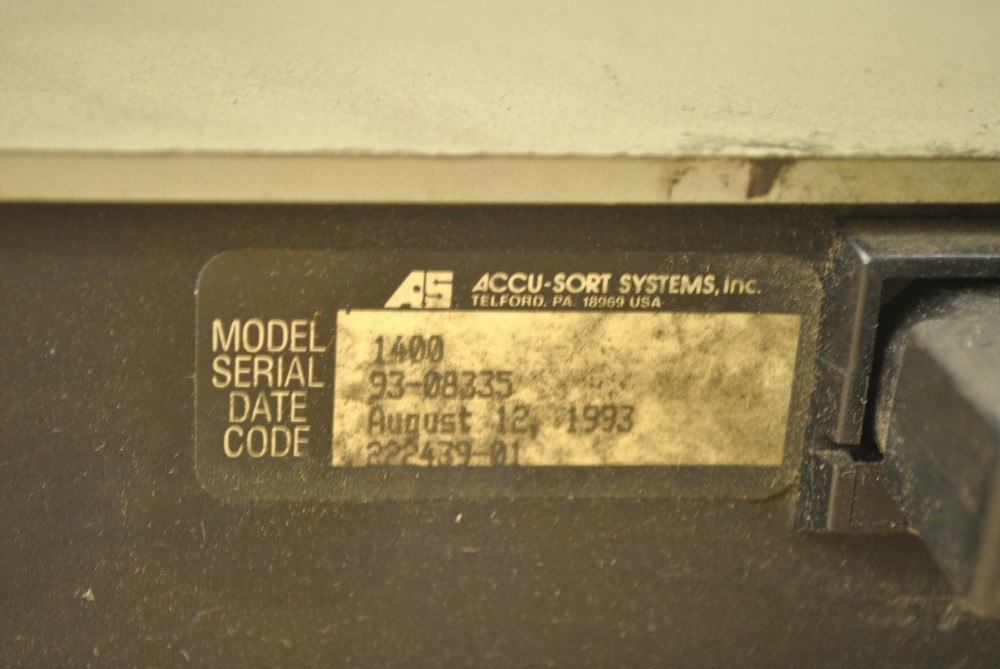 AS ACCU-SORT SYSTEMS, Inc.
TELFORD, PA. 18969 USA
MODEL 1400
SERIAL 93-08335
DATE August 12, 1993
CODE 222439-01